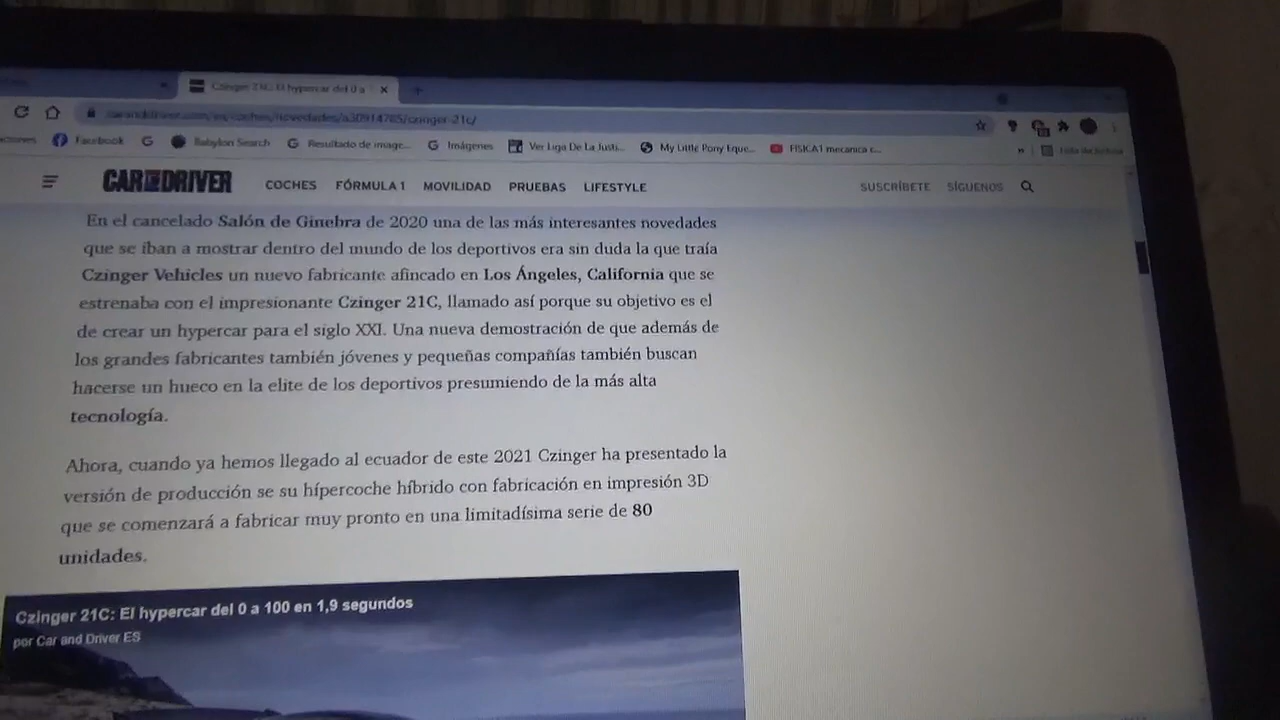 Czinger 21C: El hypercar del 0 a
caranddriver.com/es/coches/novedades/a30914785/czinger-21c/
Facebook
Babylon Search
Resultado de image...
Imágenes
Ver Liga De La Justi...
My Little Pony Eque...
FISICA1 mecanica c...
CAR AND DRIVER
COCHES FÓRMULA 1 MOVILIDAD PRUEBAS LIFESTYLE
SUSCRÍBETE SÍGUENOS
En el cancelado Salón de Ginebra de 2020 una de las más interesantes novedades
que se iban a mostrar dentro del mundo de los deportivos era sin duda la que traía
Czinger Vehicles un nuevo fabricante afincado en Los Ángeles, California que se
estrenaba con el impresionante Czinger 21C, llamado así porque su objetivo es el
de crear un hypercar para el siglo XXI. Una nueva demostración de que además de
los grandes fabricantes también jóvenes y pequeñas compañías también buscan
hacerse un hueco en la elite de los deportivos presumiendo de la más alta
tecnología.
Ahora, cuando ya hemos llegado al ecuador de este 2021 Czinger ha presentado la
versión de producción se su hípercoche híbrido con fabricación en impresión 3D
que se comenzará a fabricar muy pronto en una limitadísima serie de 80
unidades.
Czinger 21C: El hypercar del 0 a 100 en 1,9 segundos
por Car and Driver ES